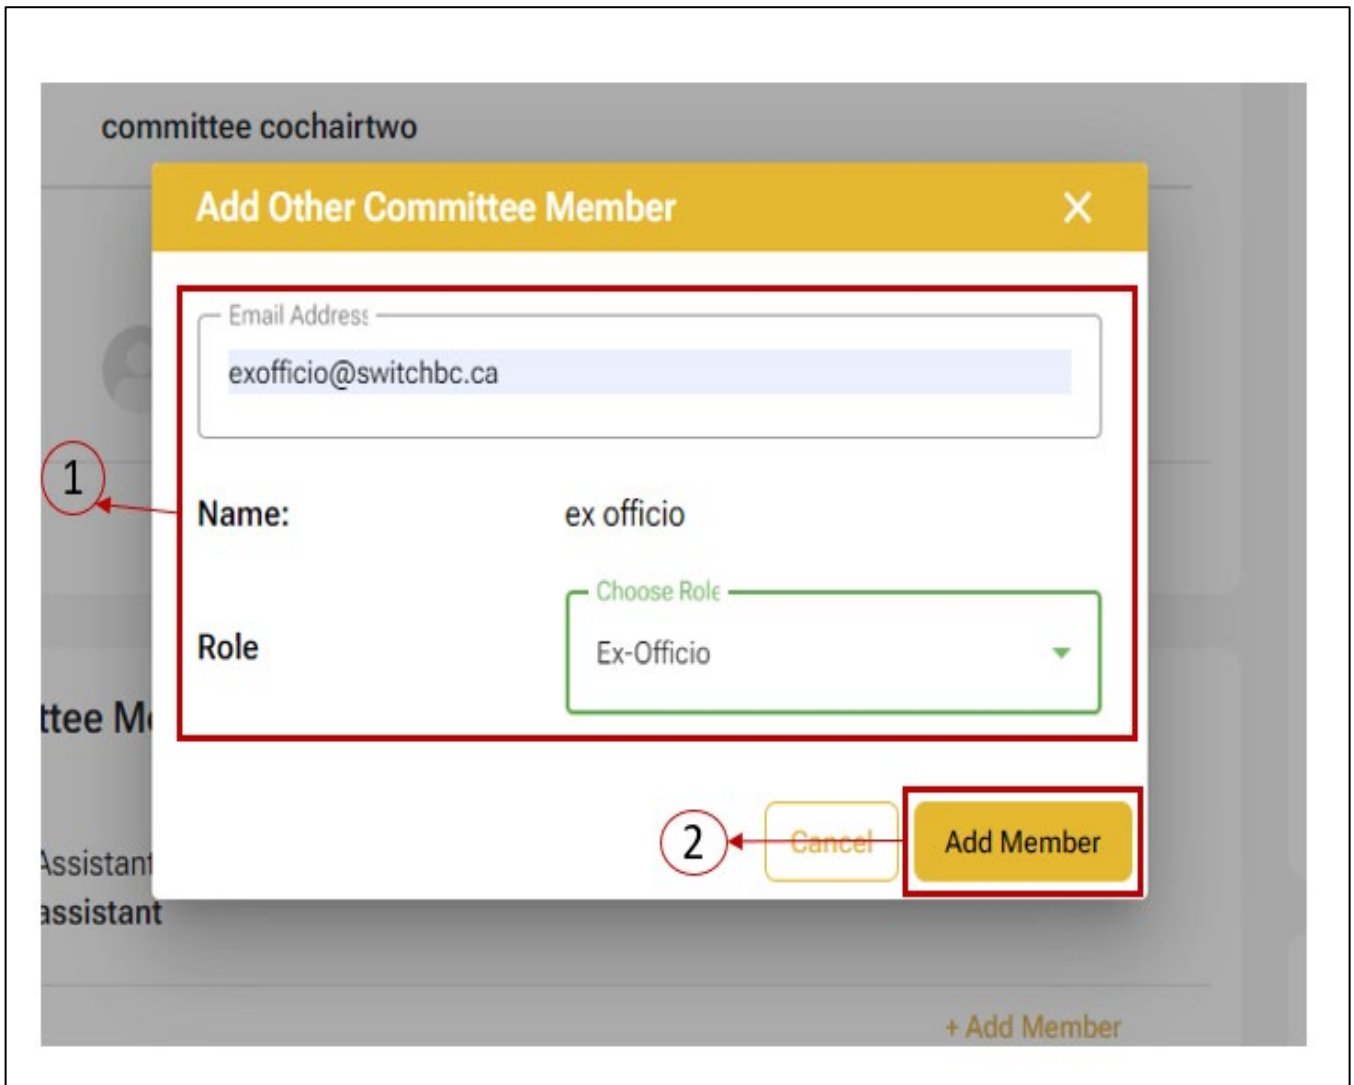 committee cochairtwo
Add Other Committee Member
Email Address
exofficio@switchbc.ca
1
Name: ex officio
Choose Role
Role Ex-Officio
ttee M
2 Cancel Add Member
Assistant
assistant
+ Add Member